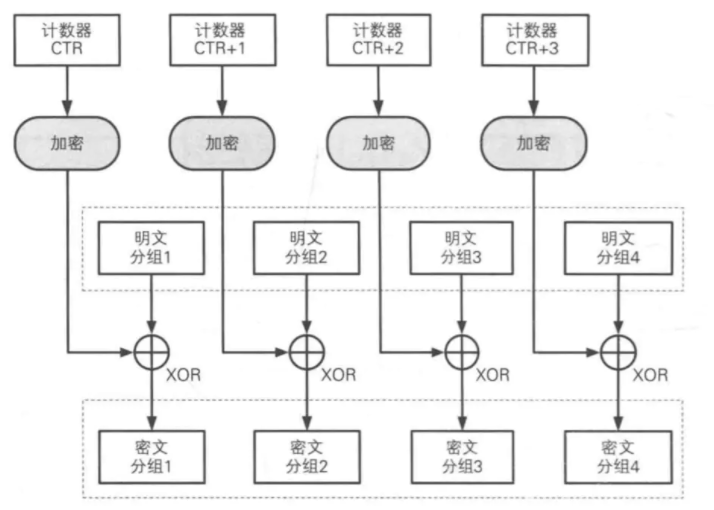 计数器
CTR
计数器
CTR+1
计数器
CTR+2
计数器
CTR+3
加密
加密
加密
加密
明文
分组1
明文
分组2
明文
分组3
明文
分组4
XOR
XOR
XOR
XOR
密文
分组1
密文
分组2
密文
分组3
密文
分组4